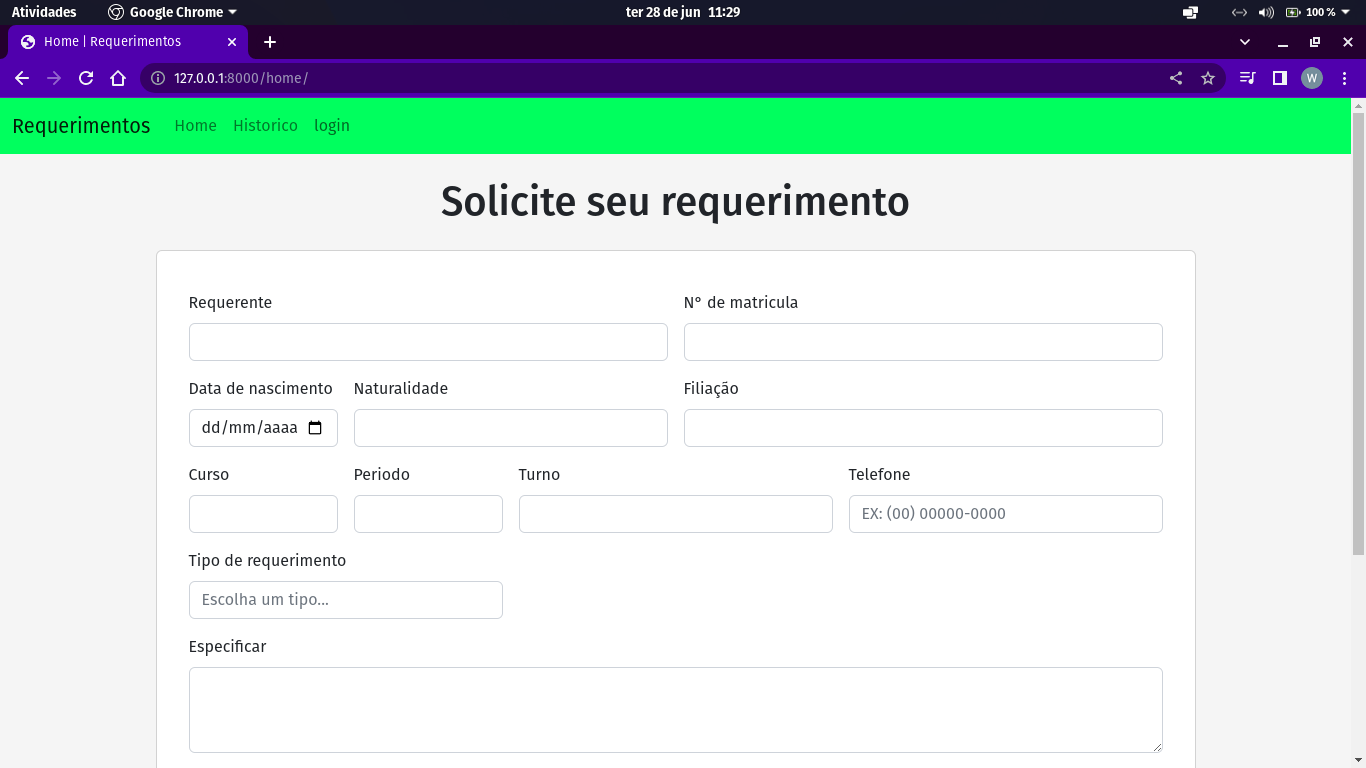 Atividades Google Chrome ter 28 de jun 11:29 100 %
Home | Requerimentos
127.0.0.1:8000/home/ W
Requerimentos Home Historico login
Solicite seu requerimento
Requerente N° de matricula
Data de nascimento Naturalidade Filiação
dd/mm/aaaa
Curso Periodo Turno Telefone
EX: (00) 00000-0000
Tipo de requerimento
Escolha um tipo...
Especificar